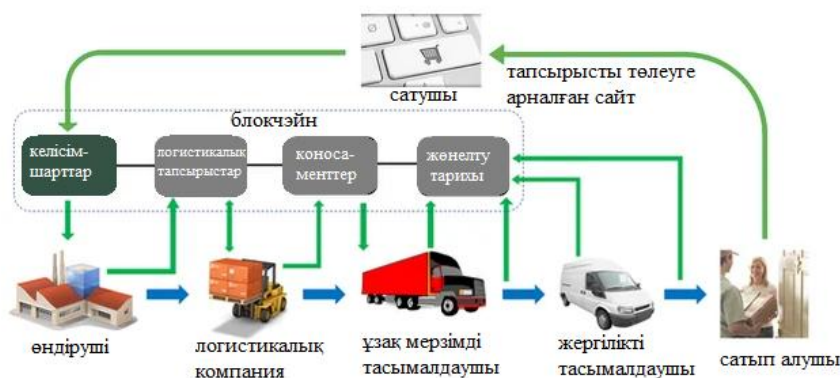 тапсырысты төлеуге
арналған сайт
сатушы
блокчэйн
келісім-
шарттар
логистикалық
тапсырыстар
коноса-
менттер
жөнелту
тарихы
өндіруші
логистикалық
компания
ұзақ мерзімді
тасымалдаушы
жергілікті
тасымалдаушы
сатып алушы